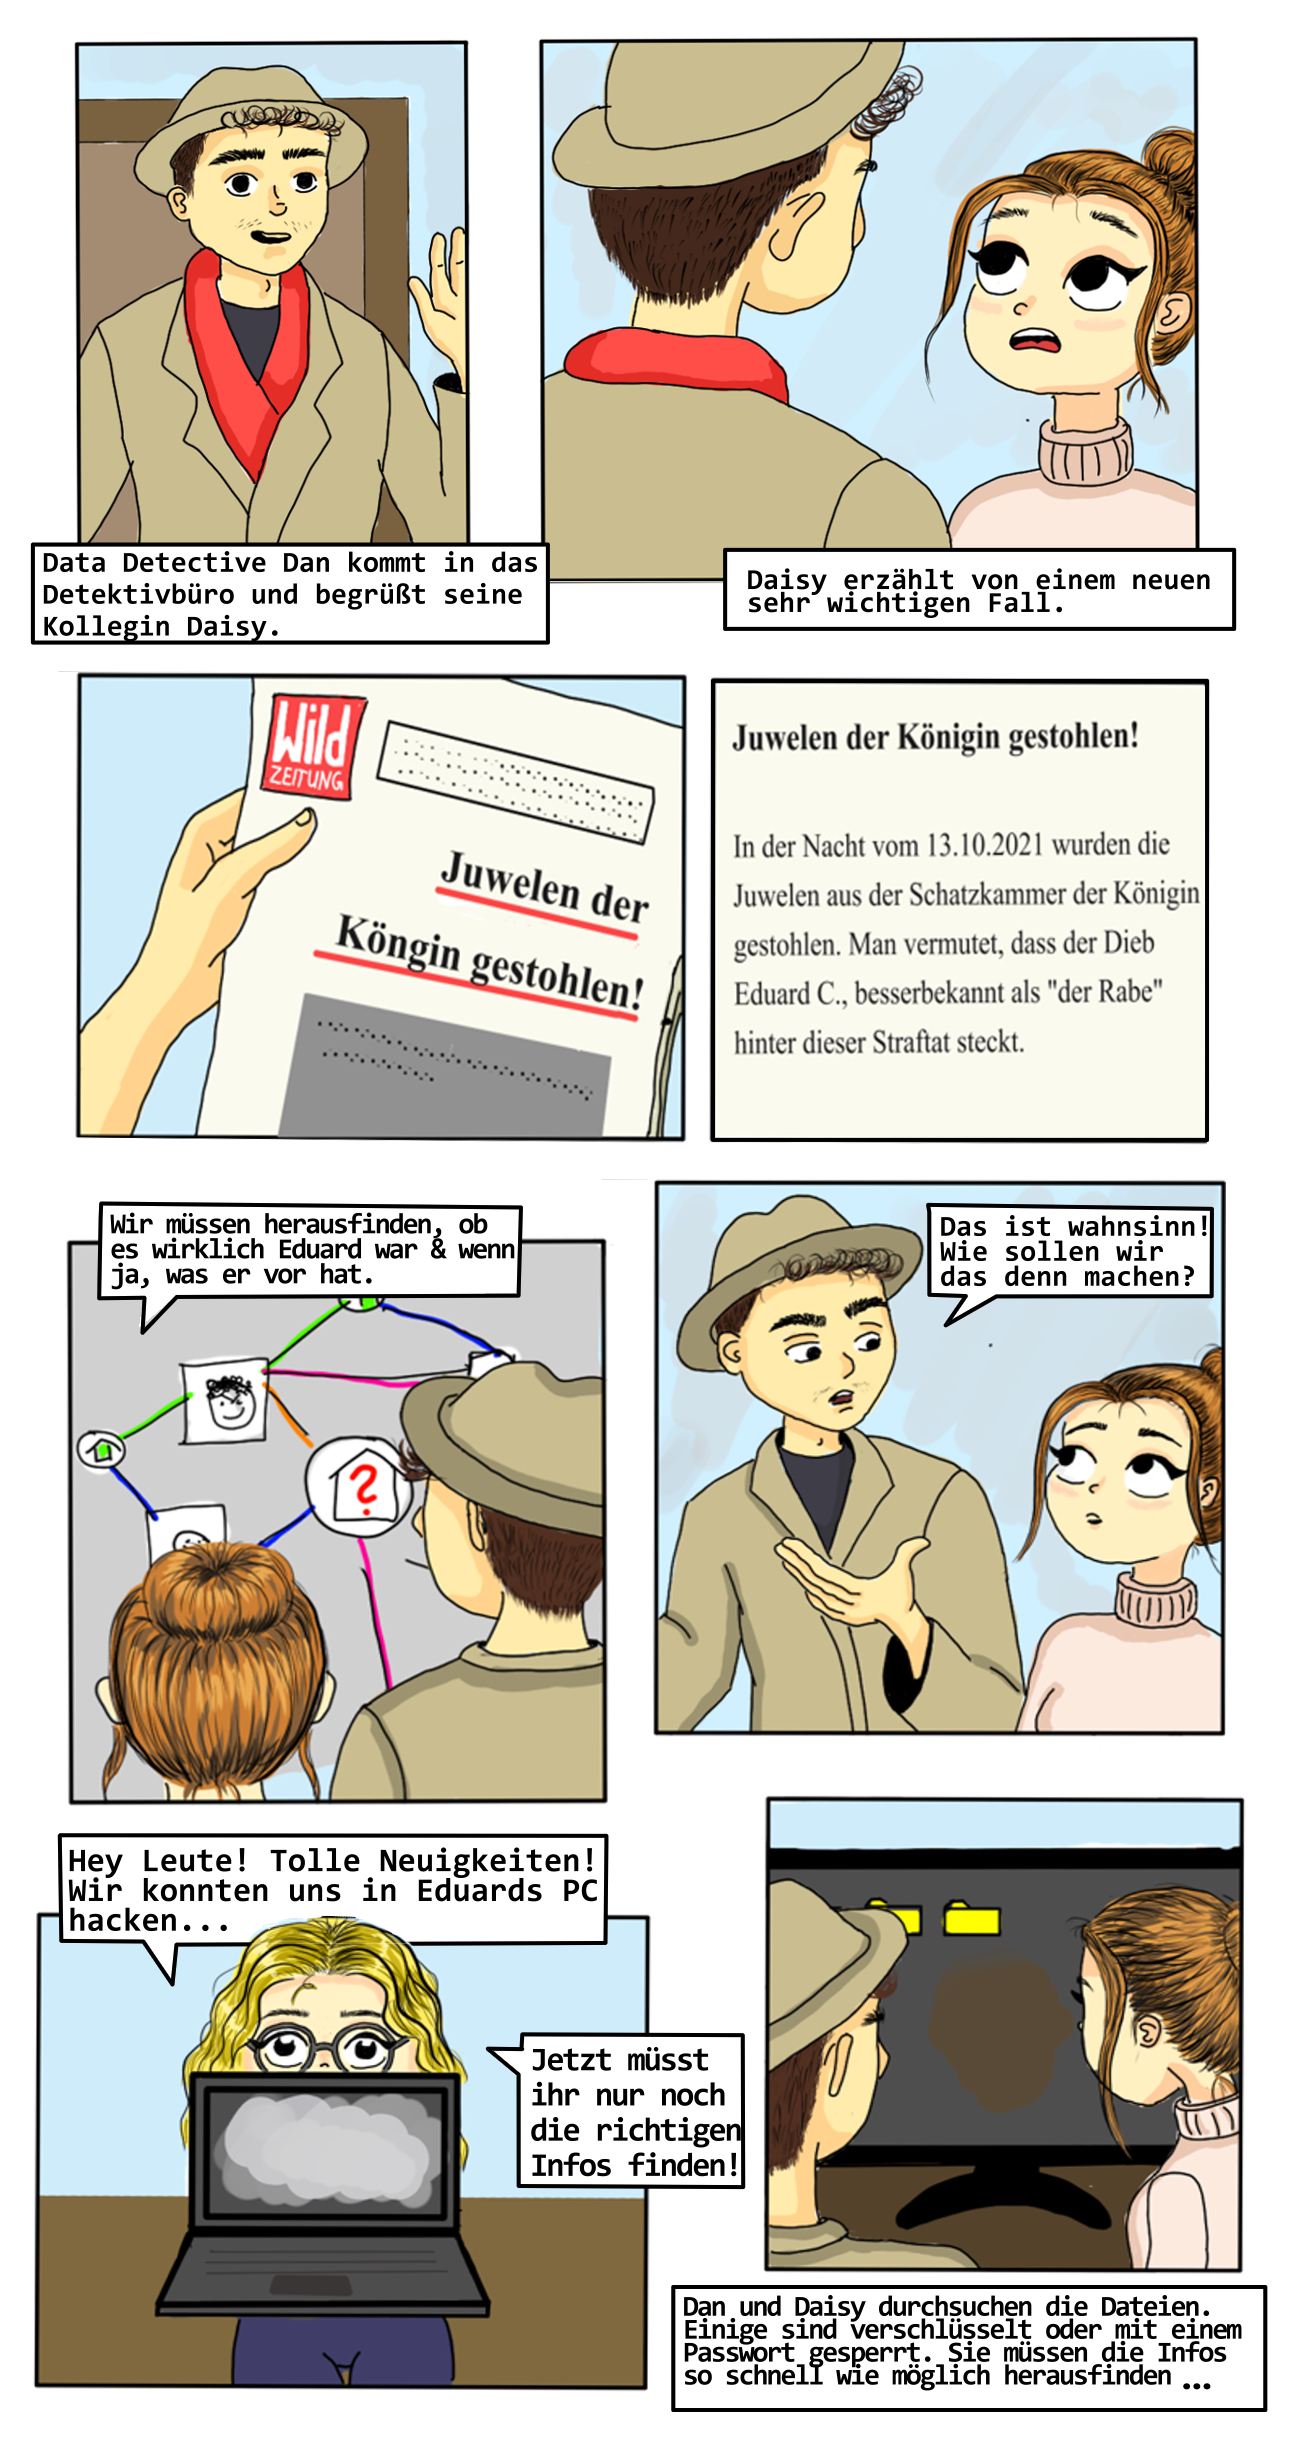 Data Detective Dan kommt in das
Detektivbüro und begrüßt seine
Kollegin Daisy.
Daisy erzählt von einem neuen
sehr wichtigen Fall.
Wild
ZEITUNG
Juwelen der
Köngin gestohlen!
Juwelen der Königin gestohlen!
In der Nacht vom 13.10.2021 wurden die
Juwelen aus der Schatzkammer der Königin
gestohlen. Man vermutet, dass der Dieb
Eduard C., besserbekannt als "der Rabe"
hinter dieser Straftat steckt.
Wir müssen herausfinden, ob
es wirklich Eduard war & wenn
ja, was er vor hat.
?
Das ist wahnsinn!
Wie sollen wir
das denn machen?
Hey Leute! Tolle Neuigkeiten!
Wir konnten uns in Eduards PC
hacken...
Jetzt müsst
ihr nur noch
die richtigen
Infos finden!
Dan und Daisy durchsuchen die Dateien.
Einige sind verschlüsselt oder mit einem
Passwort gesperrt. Sie müssen die Infos
so schnell wie möglich herausfinden ...